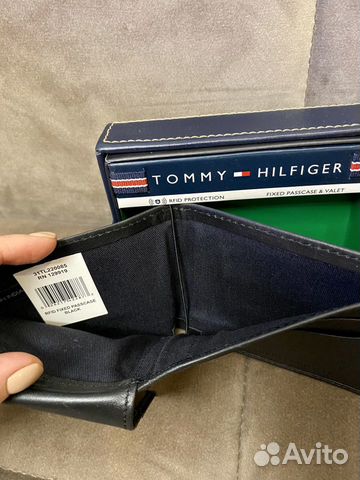 TOMMY HILFIGER
RFID PROTECTION
FIXED PASSCASE & VALET
31TL220085
RN 129919
RFID FIXED PASSCASE
BLACK
Avito